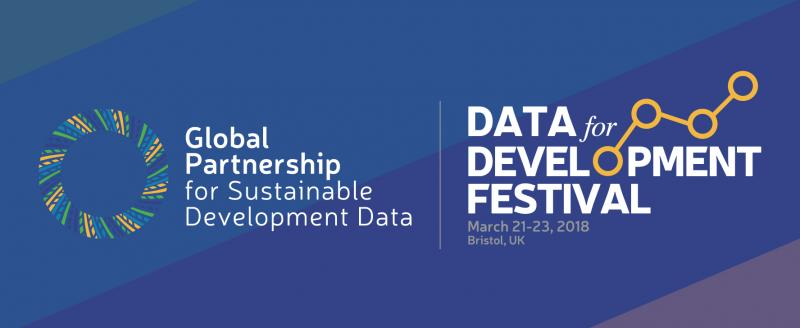 Global
Partnership
for Sustainable
Development Data
DATA for
DEVELOPMENT
FESTIVAL
March 21-23, 2018
Bristol, UK